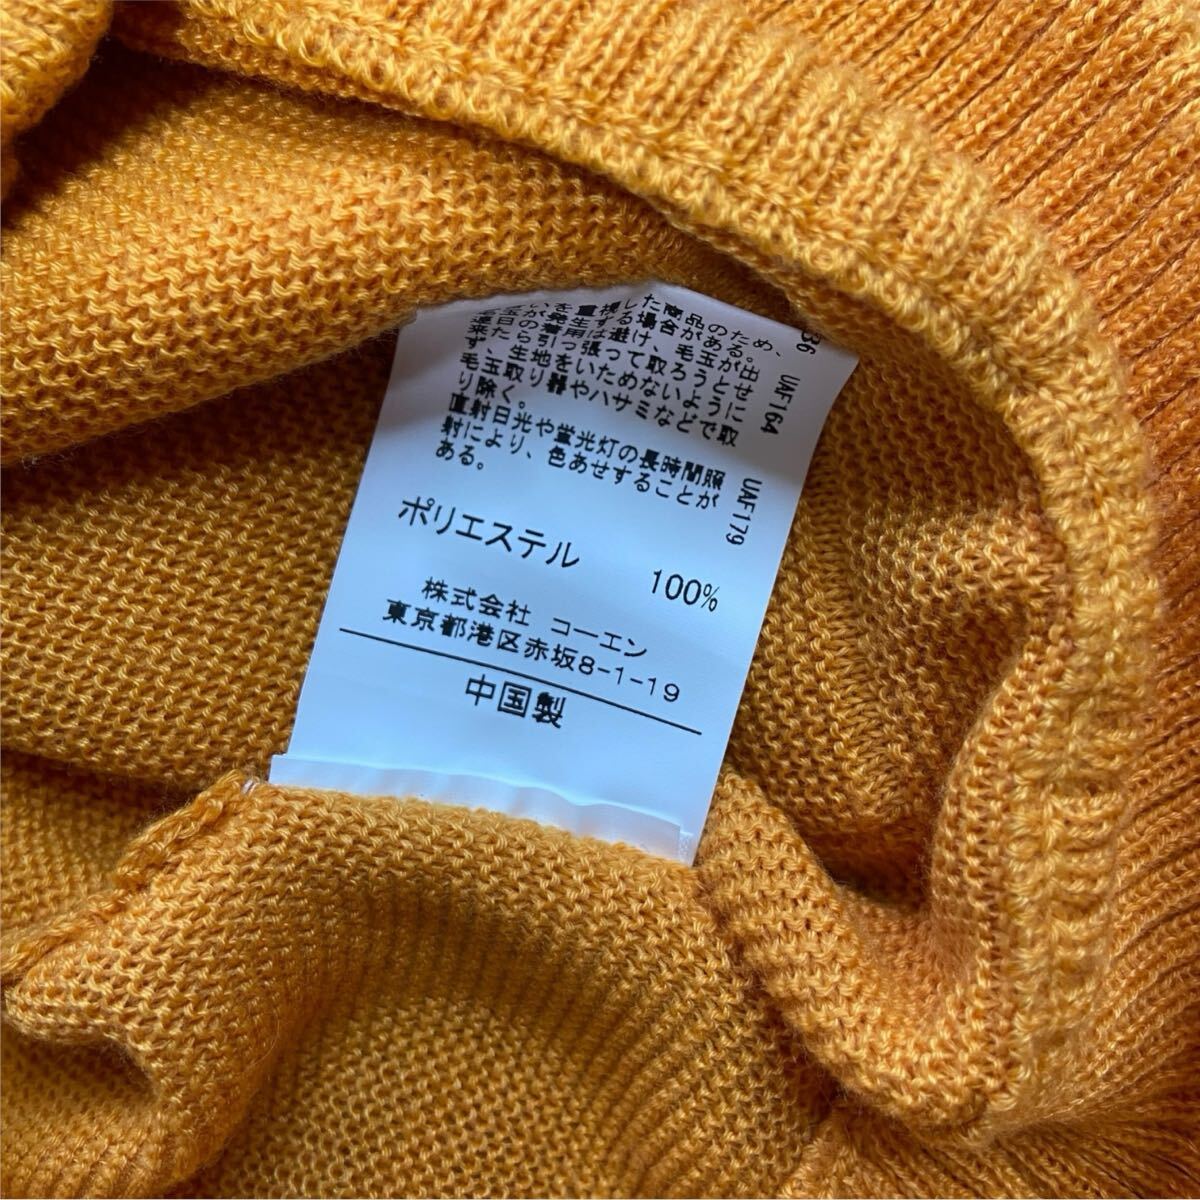 いを重視した商品のため、
毛玉が発生する場合がある。
連日の着用は避け、毛玉が出
来たら引っ張って取ろうとせ
ず、生地をいためないように
毛玉取り器やハサミなどで取
り除く。
直射日光や蛍光灯の長時間照
射により、色あせすることが
ある。
ポリエステル 100%
株式会社 コーエン
東京都港区赤坂8-1-19
中国製
36 UAF164 UAF179